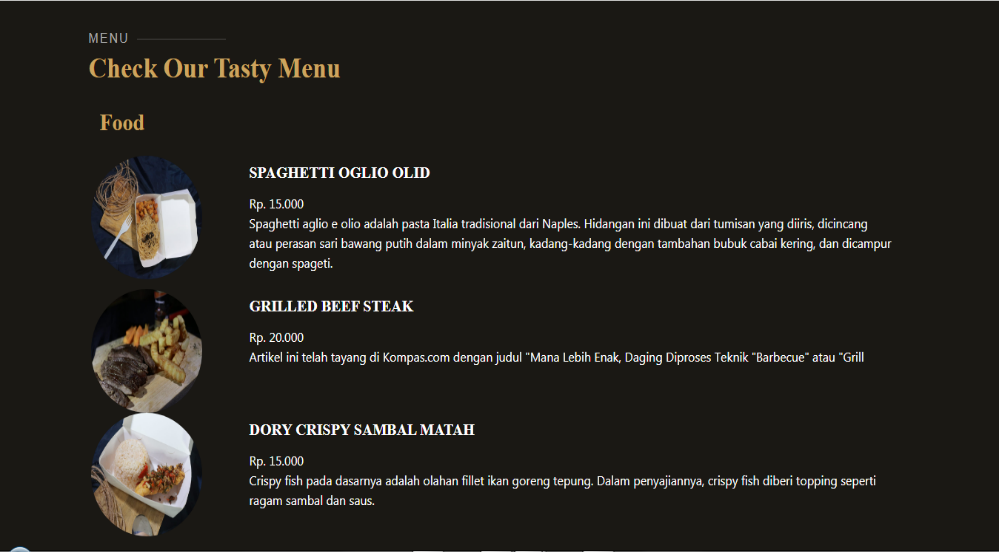 MENU
Check Our Tasty Menu
Food
SPAGHETTI OGLIO OLID
Rp. 15.000
Spaghetti aglio e olio adalah pasta Italia tradisional dari Naples. Hidangan ini dibuat dari tumisan yang diiris, dicincang
atau perasan sari bawang putih dalam minyak zaitun, kadang-kadang dengan tambahan bubuk cabai kering, dan dicampur
dengan spageti.
GRILLED BEEF STEAK
Rp. 20.000
Artikel ini telah tayang di Kompas.com dengan judul "Mana Lebih Enak, Daging Diproses Teknik "Barbecue" atau "Grill
DORY CRISPY SAMBAL MATAH
Rp. 15.000
Crispy fish pada dasarnya adalah olahan fillet ikan goreng tepung. Dalam penyajiannya, crispy fish diberi topping seperti
ragam sambal dan saus.